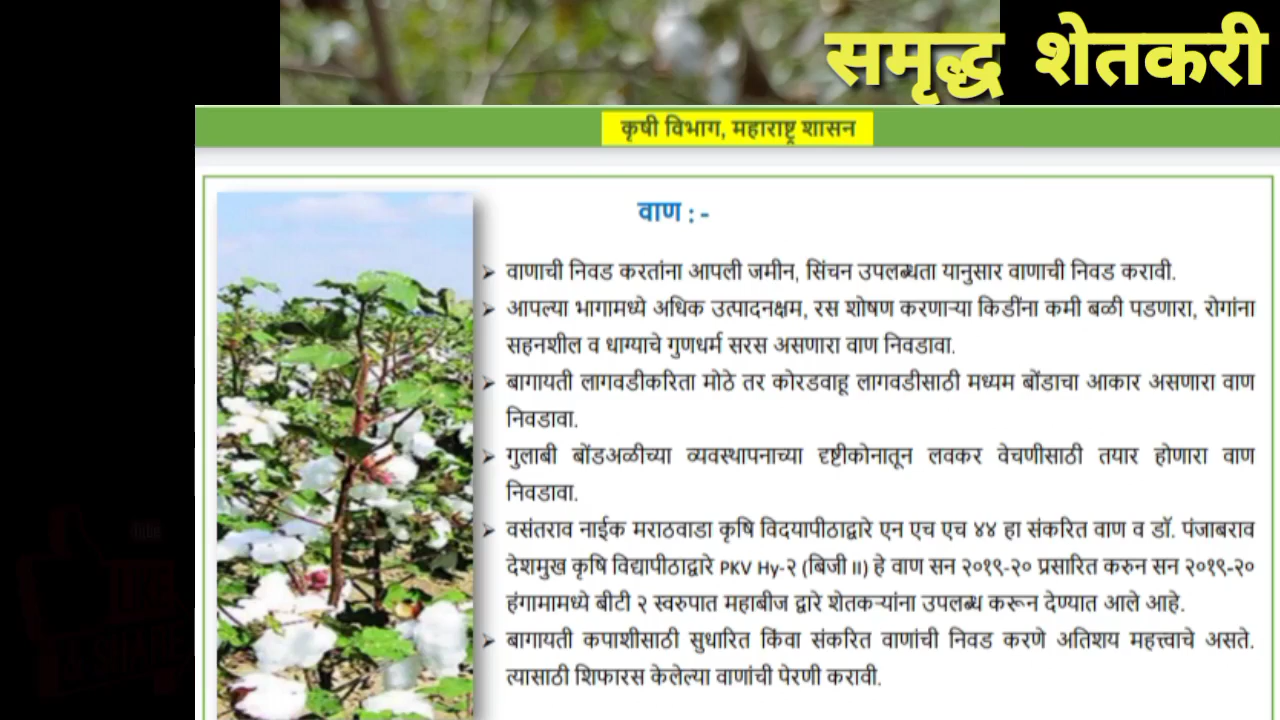 समृद्ध शेतकरी
कृषी विभाग, महाराष्ट्र शासन
वाण : -
➢ वाणाची निवड करतांना आपली जमीन, सिंचन उपलब्धता यानुसार वाणाची निवड करावी.
➢ आपल्या भागामध्ये अधिक उत्पादनक्षम, रस शोषण करणाऱ्या किडींना कमी बळी पडणारा, रोगांना
सहनशील व धाग्याचे गुणधर्म सरस असणारा वाण निवडावा.
➢ बागायती लागवडीकरिता मोठे तर कोरडवाहू लागवडीसाठी मध्यम बोंडाचा आकार असणारा वाण
निवडावा.
➢ गुलाबी बोंडअळीच्या व्यवस्थापनाच्या दृष्टीकोनातून लवकर वेचणीसाठी तयार होणारा वाण
निवडावा.
➢ वसंतराव नाईक मराठवाडा कृषि विदयापीठाद्वारे एन एच एच ४४ हा संकरित वाण व डॉ. पंजाबराव
देशमुख कृषि विद्यापीठाद्वारे PKV Hy-२ (बिजी II) हे वाण सन २०१९-२० प्रसारित करुन सन २०१९-२०
हंगामामध्ये बीटी २ स्वरुपात महाबीज द्वारे शेतकऱ्यांना उपलब्ध करून देण्यात आले आहे.
➢ बागायती कपाशीसाठी सुधारित किंवा संकरित वाणांची निवड करणे अतिशय महत्त्वाचे असते.
त्यासाठी शिफारस केलेल्या वाणांची पेरणी करावी.